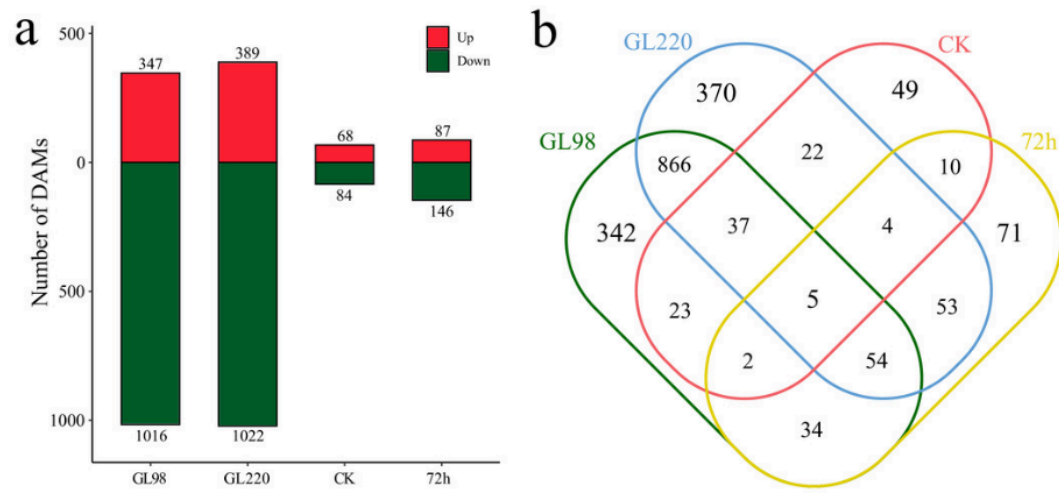 a
500
0
500
1000
Number of DAMs
Up
Down
347
389
68
87
1016
1022
84
146
GL98
GL220
CK
72h
b
GL220
CK
GL98
72h
370
49
866
22
10
342
37
4
71
23
5
53
2
54
34